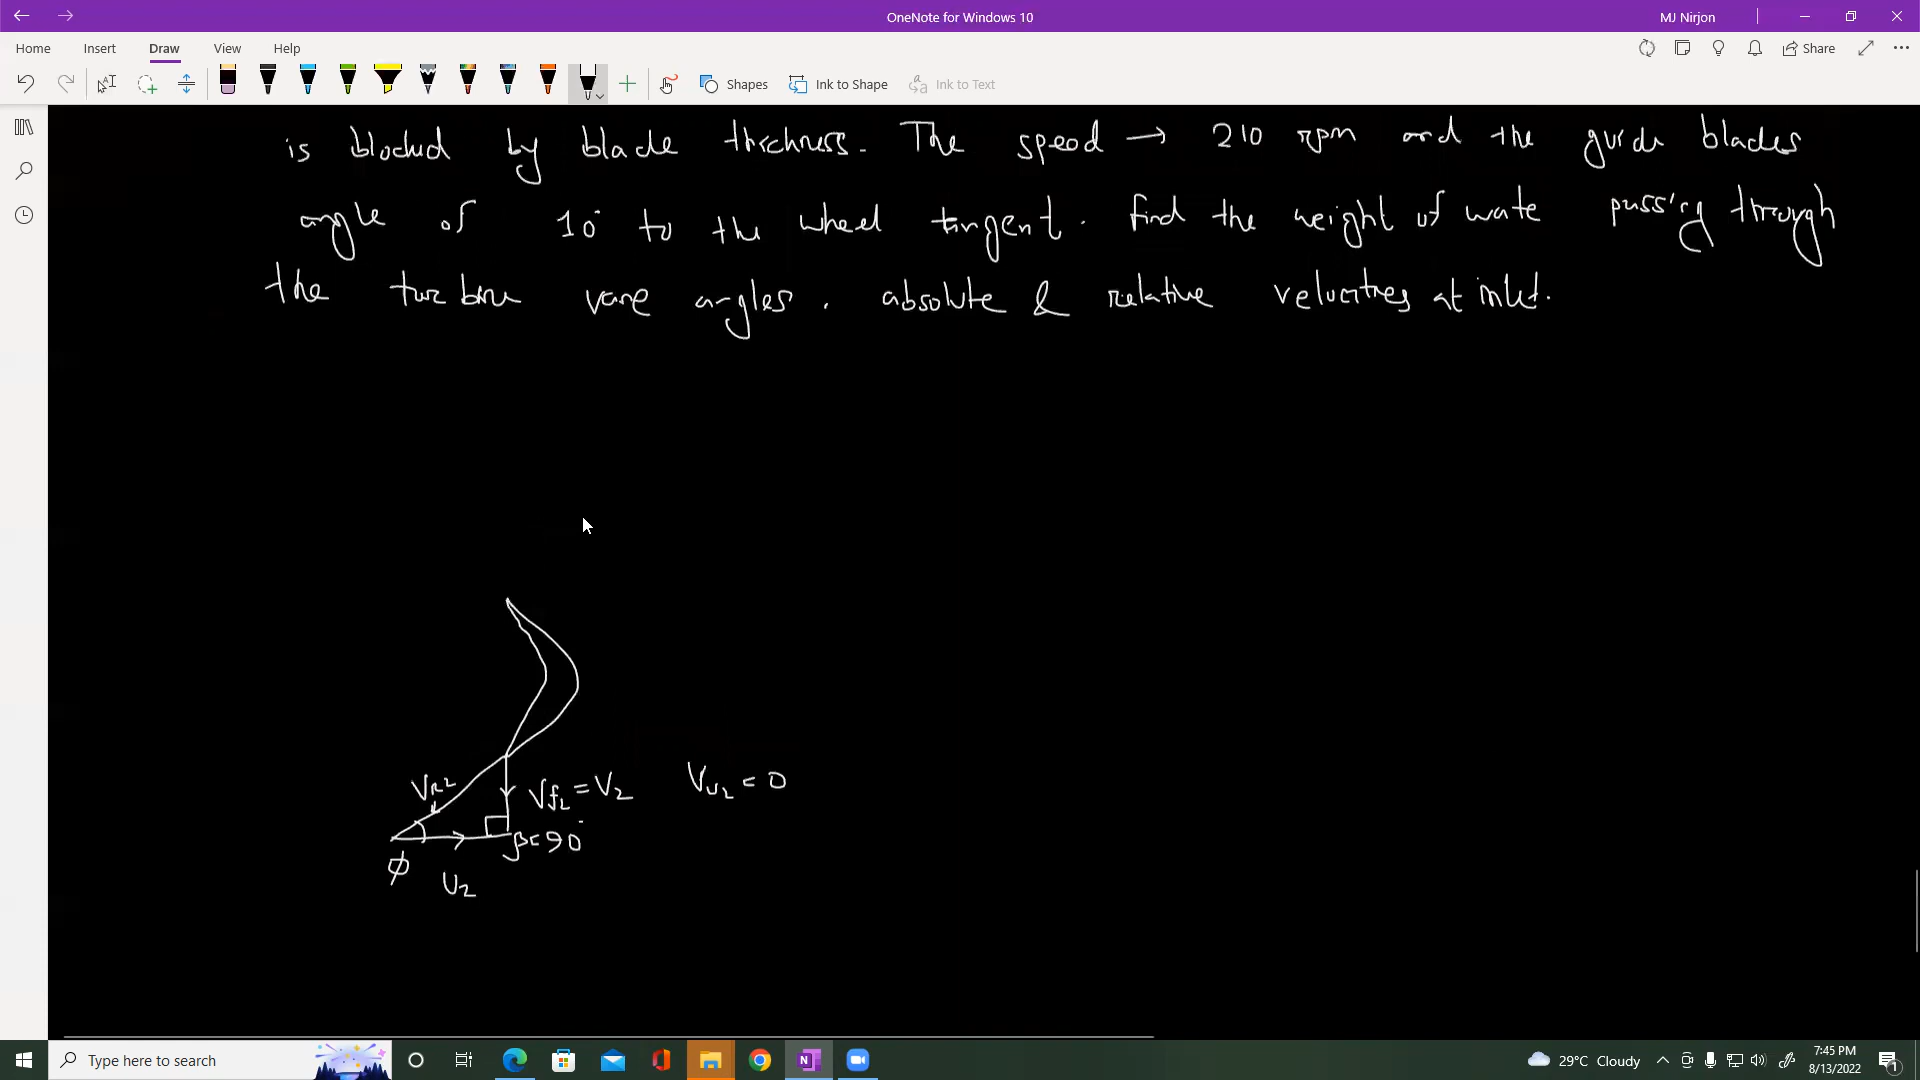 OneNote for Windows 10
MJ Nirjon
Home Insert Draw View Help
Share
Shapes
Ink to Shape
Ink to Text
is blocked by blade thickness. The speed → 210 rpm and the guide blades
angle of 10° to the wheel tangent. find the weight of wate passing through
the turbine vane angles. absolute & relative velocities at inlet.
VR2
Vf2 = V2
Vu2 = 0
β = 90°
ϕ
U2
Type here to search
29°C Cloudy
7:45 PM
8/13/2022
1